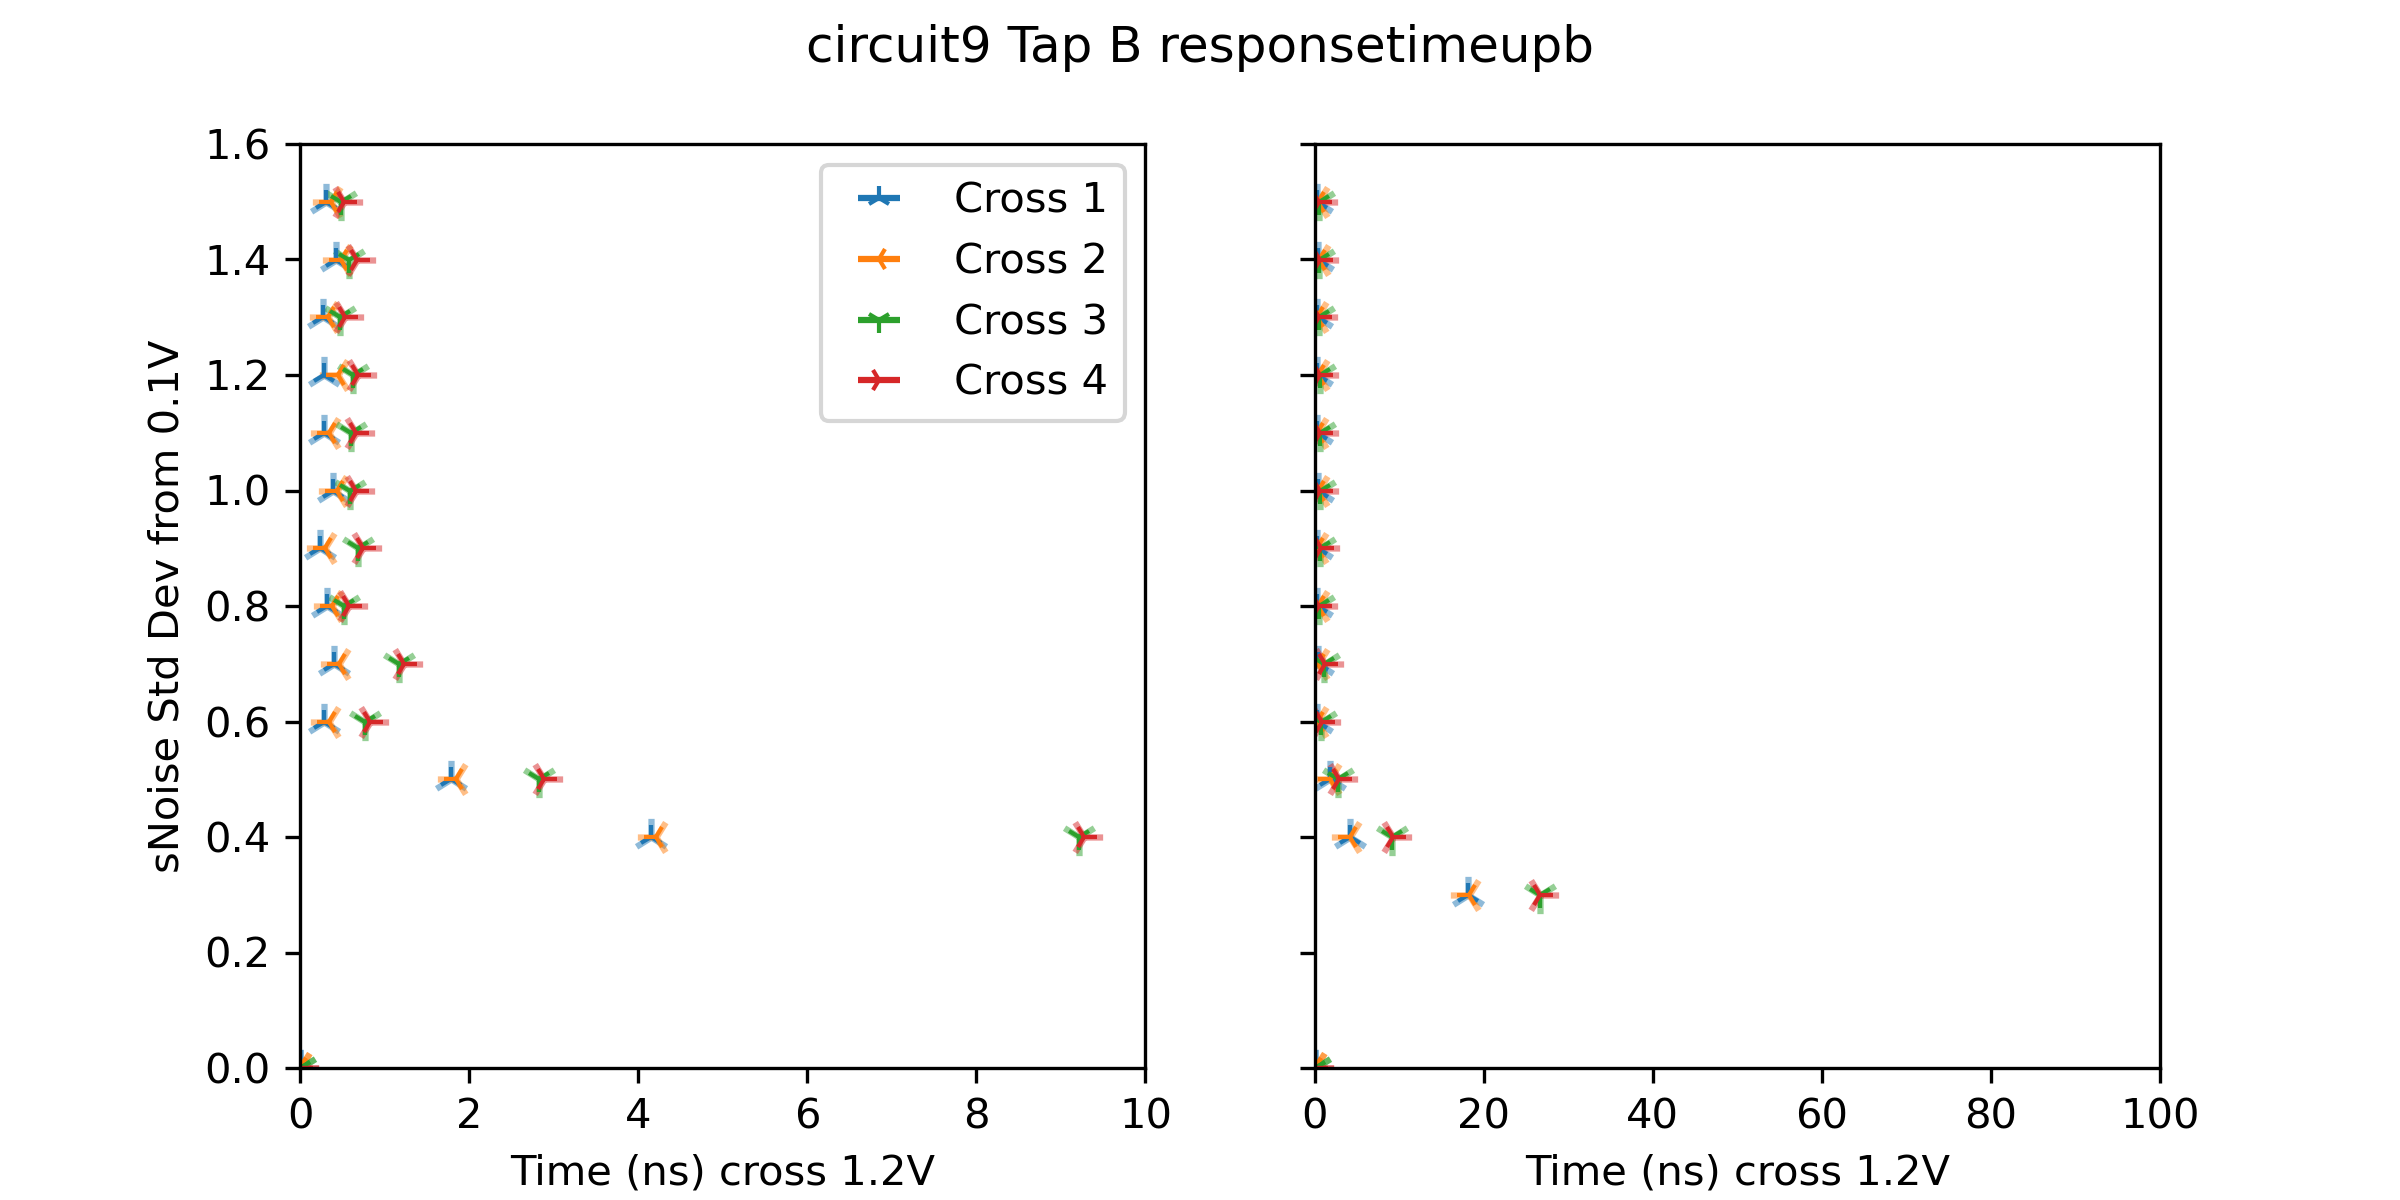 circuit9 Tap B responsetimeupb
sNoise Std Dev from 0.1V
1.6
1.4
1.2
1.0
0.8
0.6
0.4
0.2
0.0
Cross 1
Cross 2
Cross 3
Cross 4
0 2 4 6 8 10
Time (ns) cross 1.2V
0 20 40 60 80 100
Time (ns) cross 1.2V